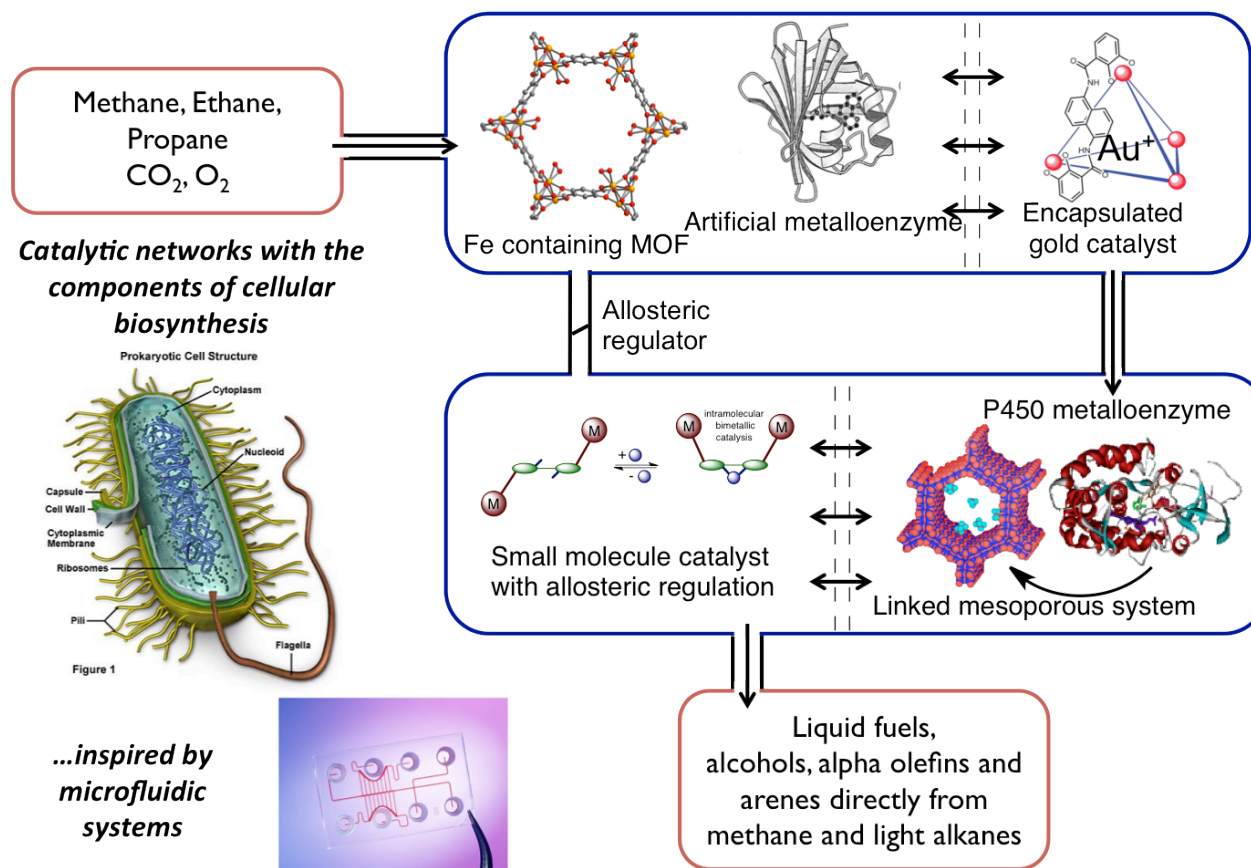 Methane, Ethane,
Propane
CO₂, O₂
Fe containing MOF
Artificial metalloenzyme
O
O
O
NH
HN
O
O
O
Au⁺
Encapsulated
gold catalyst
Catalytic networks with the
components of cellular
biosynthesis
Allosteric
regulator
Prokaryotic Cell Structure
Cytoplasm
Nucleoid
Capsule
Cell Wall
Cytoplasmic
Membrane
Ribosomes
Pili
Flagella
Figure 1
M
M
+
-
M
intramolecular
bimetallic
catalysis
M
Small molecule catalyst
with allosteric regulation
P450 metalloenzyme
Linked mesoporous system
...inspired by
microfluidic
systems
Liquid fuels,
alcohols, alpha olefins and
arenes directly from
methane and light alkanes